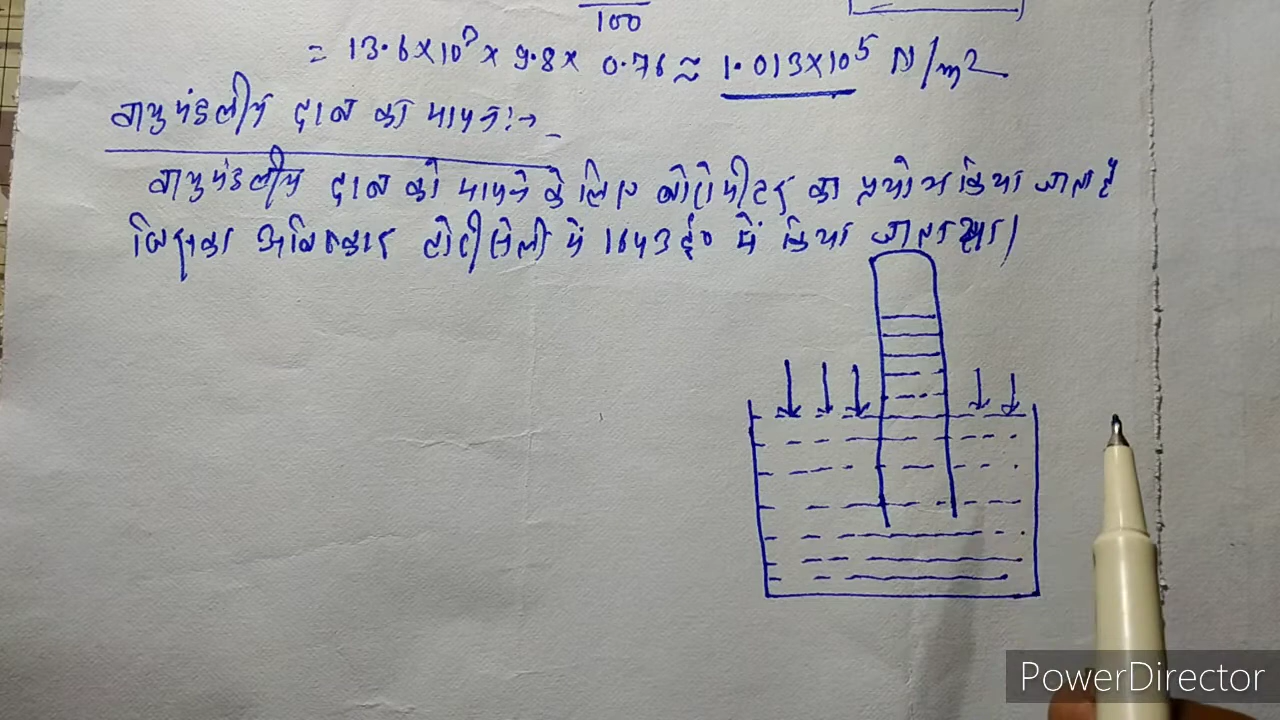 100
= 13.6×10³ × 9.8× 0.76 ≈ 1.013×10⁵ N/m2
वायुमंडलीय दाब का मापन:→
वायुमंडलीय दाब को मापने के लिए बोरोमीटर का प्रयोग किया जाता है
जिसका अविष्कार टोरीसेली ने 1643 ई० में किया था।
PowerDirector